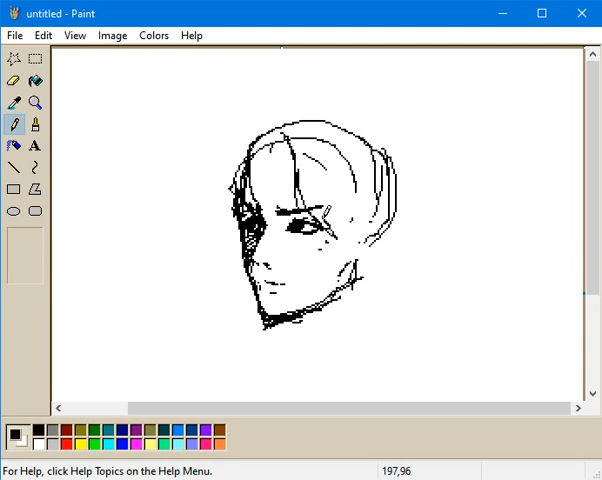 untitled - Paint
File Edit View Image Colors Help
A
For Help, click Help Topics on the Help Menu. 197,96